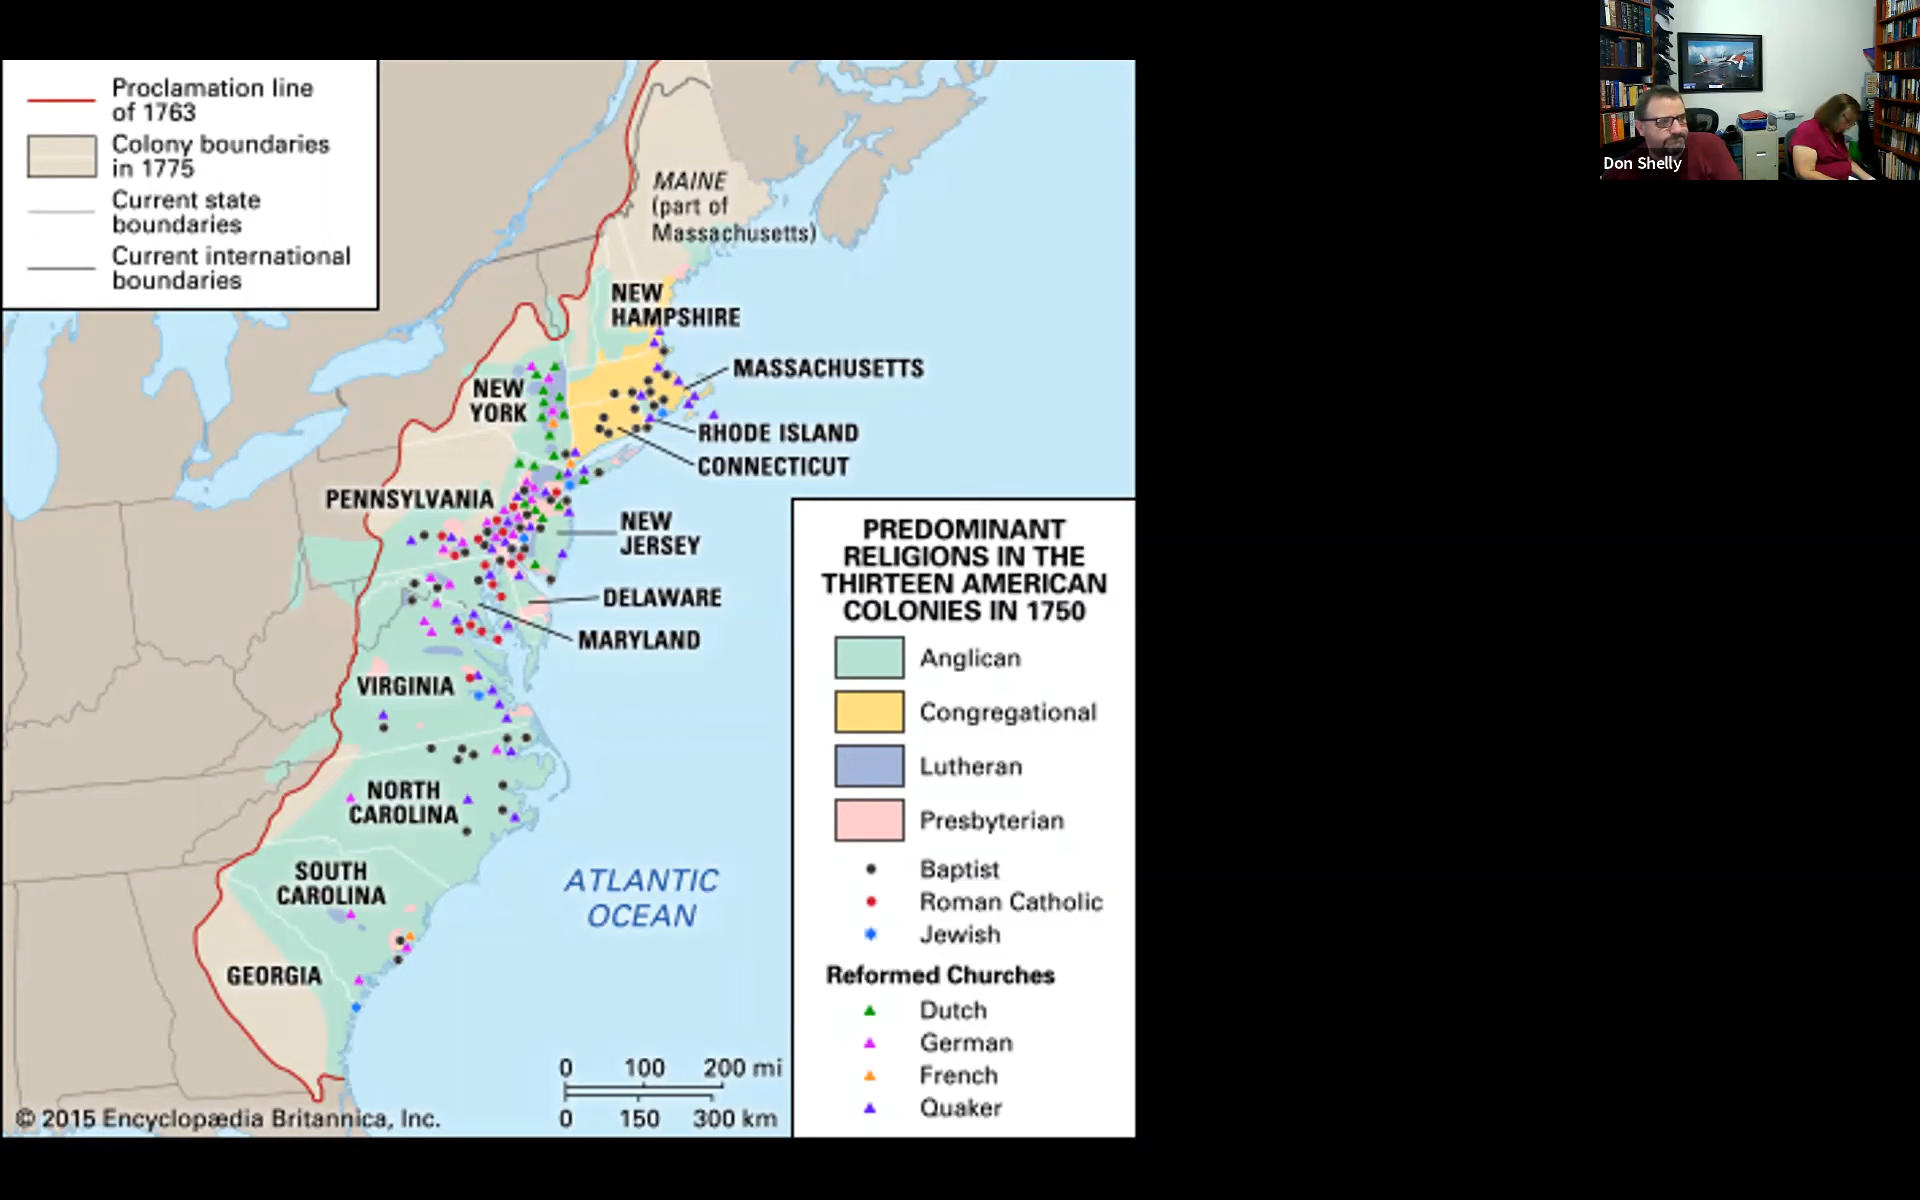 Proclamation line
of 1763
Colony boundaries
in 1775
Current state
boundaries
Current international
boundaries
MAINE
(part of
Massachusetts)
NEW
HAMPSHIRE
MASSACHUSETTS
NEW
YORK
RHODE ISLAND
CONNECTICUT
PENNSYLVANIA
NEW
JERSEY
DELAWARE
MARYLAND
VIRGINIA
NORTH
CAROLINA
SOUTH
CAROLINA
GEORGIA
ATLANTIC
OCEAN
0 100 200 mi
0 150 300 km
© 2015 Encyclopædia Britannica, Inc.
PREDOMINANT
RELIGIONS IN THE
THIRTEEN AMERICAN
COLONIES IN 1750
Anglican
Congregational
Lutheran
Presbyterian
Baptist
Roman Catholic
Jewish
Reformed Churches
Dutch
German
French
Quaker
Don Shelly